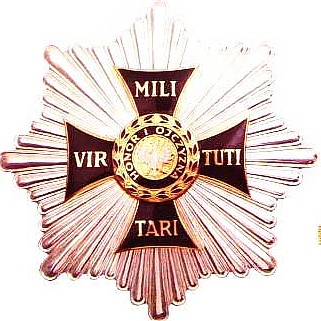 MILI
VIR TUTI
TARI
HONOR I OJCZYZNA